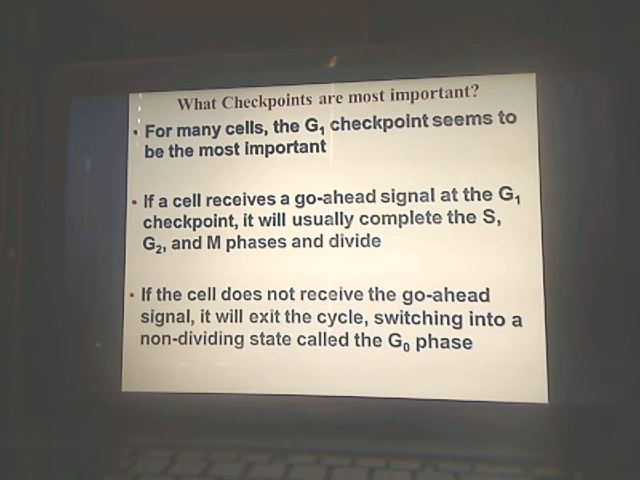 What Checkpoints are most important?
• For many cells, the G₁ checkpoint seems to
be the most important
• If a cell receives a go-ahead signal at the G₁
checkpoint, it will usually complete the S,
G₂, and M phases and divide
• If the cell does not receive the go-ahead
signal, it will exit the cycle, switching into a
non-dividing state called the G₀ phase